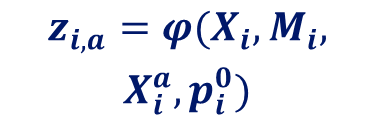 z_{i,a} = φ(X_i, M_i,
X_i^a, p_i^0)